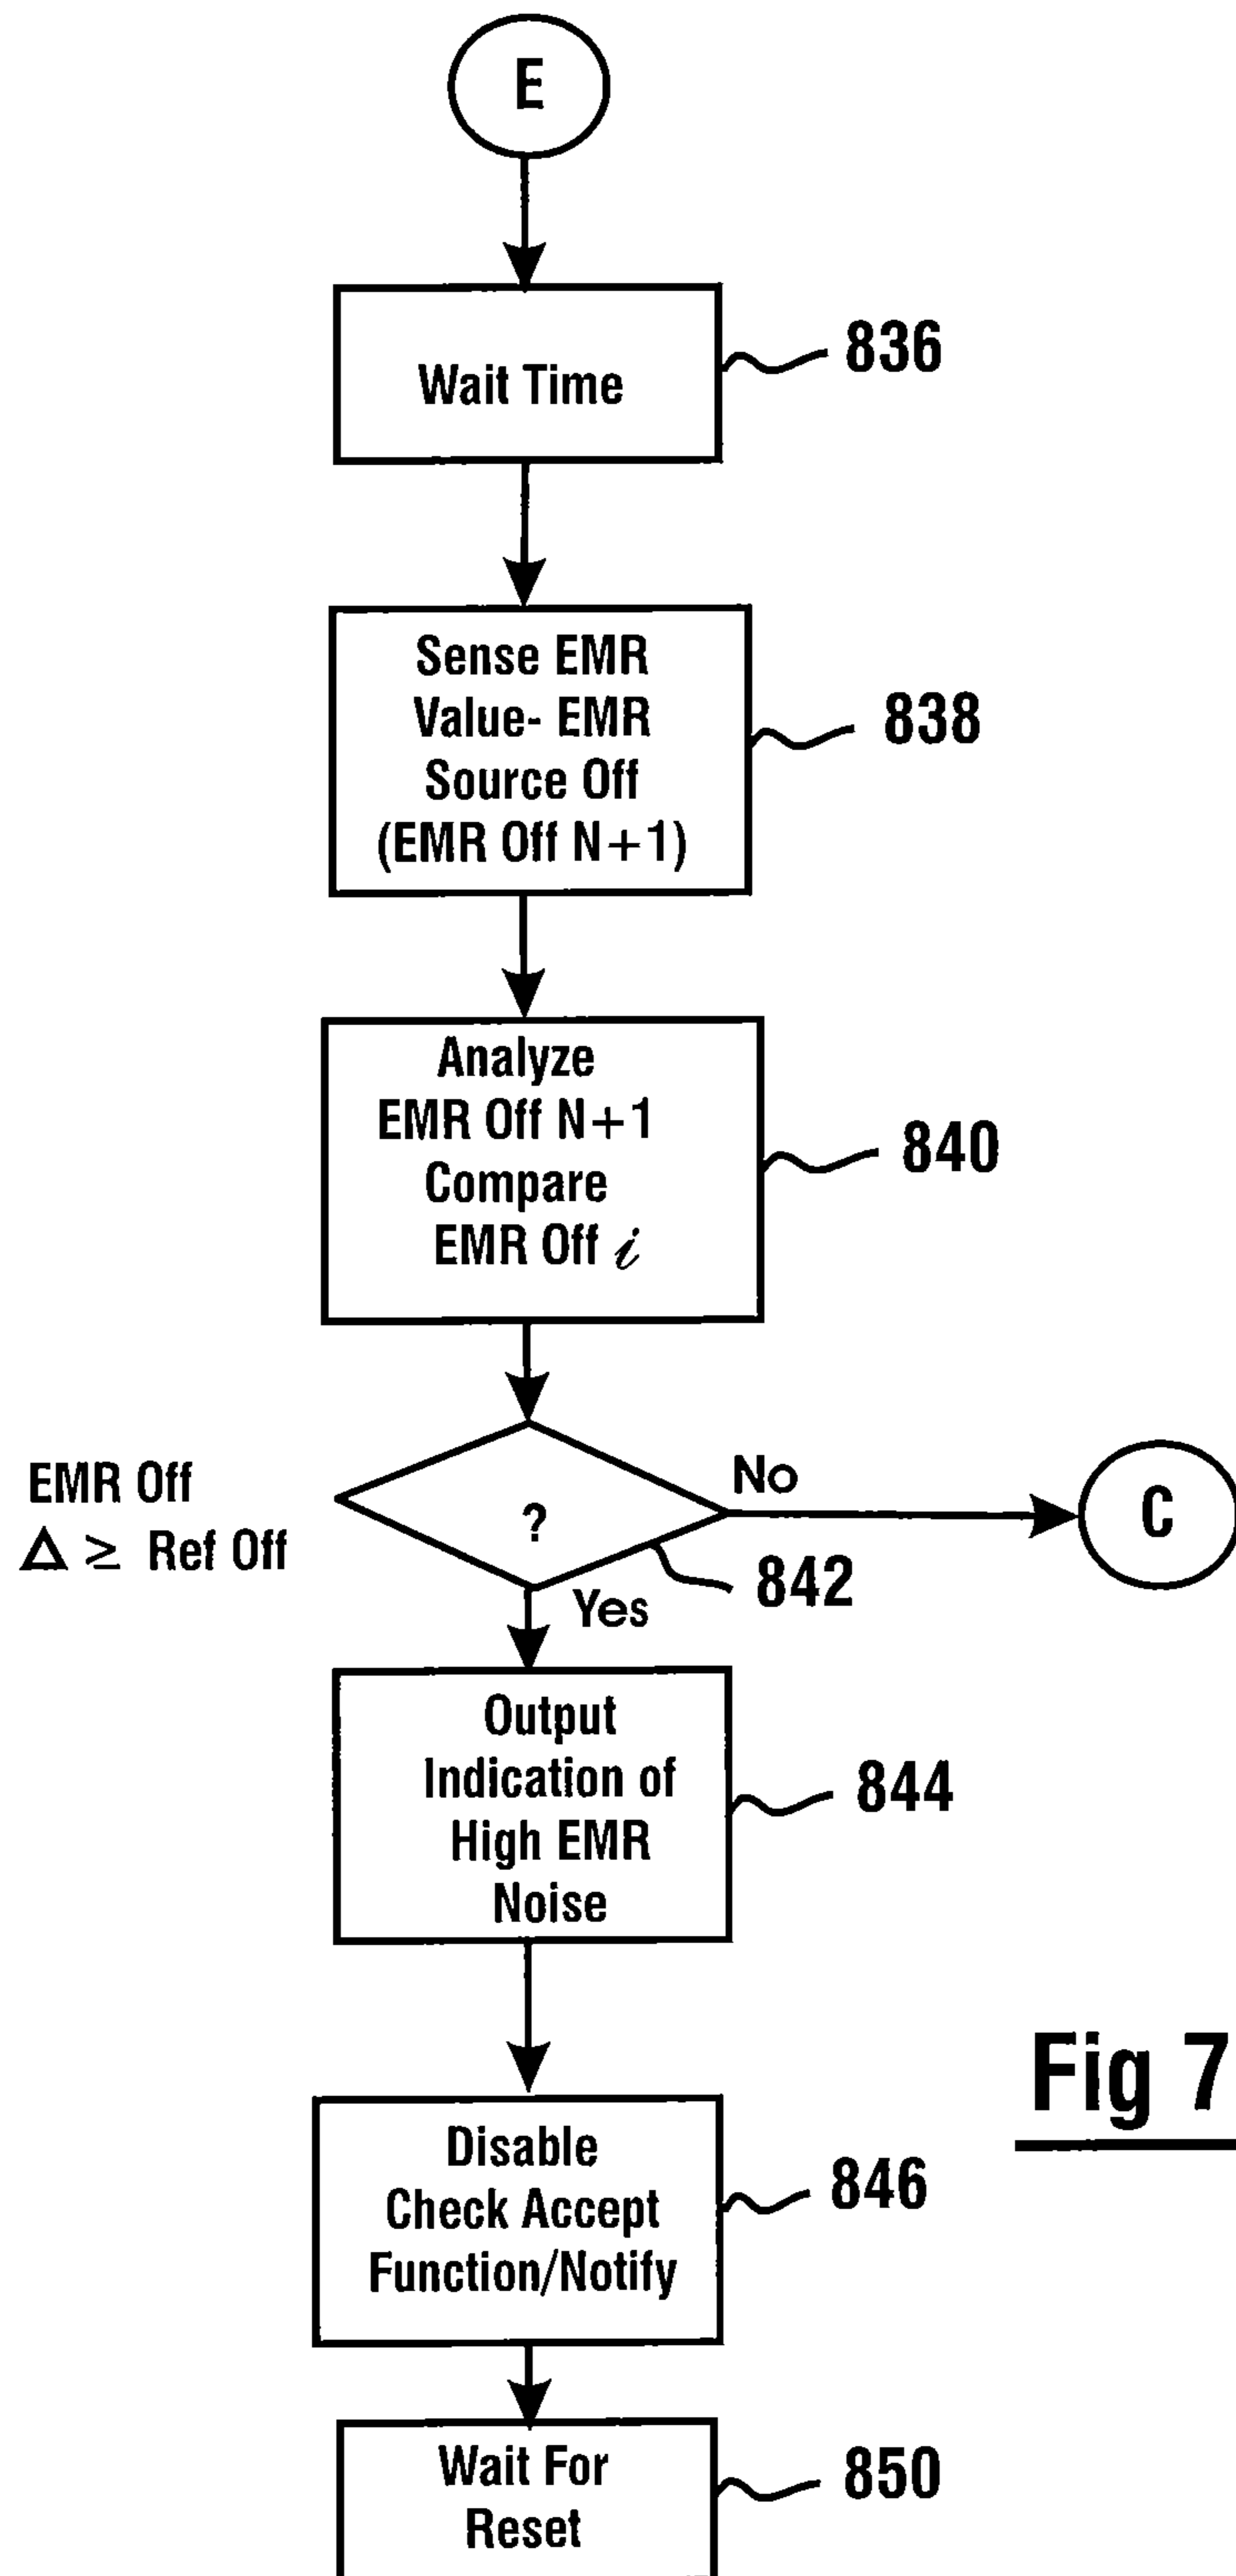 E
Wait Time
836
Sense EMR
Value- EMR
Source Off
(EMR Off N+1)
838
Analyze
EMR Off N+1
Compare
EMR Off i
840
EMR Off
Δ ≥ Ref Off
?
No
C
842
Yes
Output
Indication of
High EMR
Noise
844
Fig 7
Disable
Check Accept
Function/Notify
846
Wait For
Reset
850